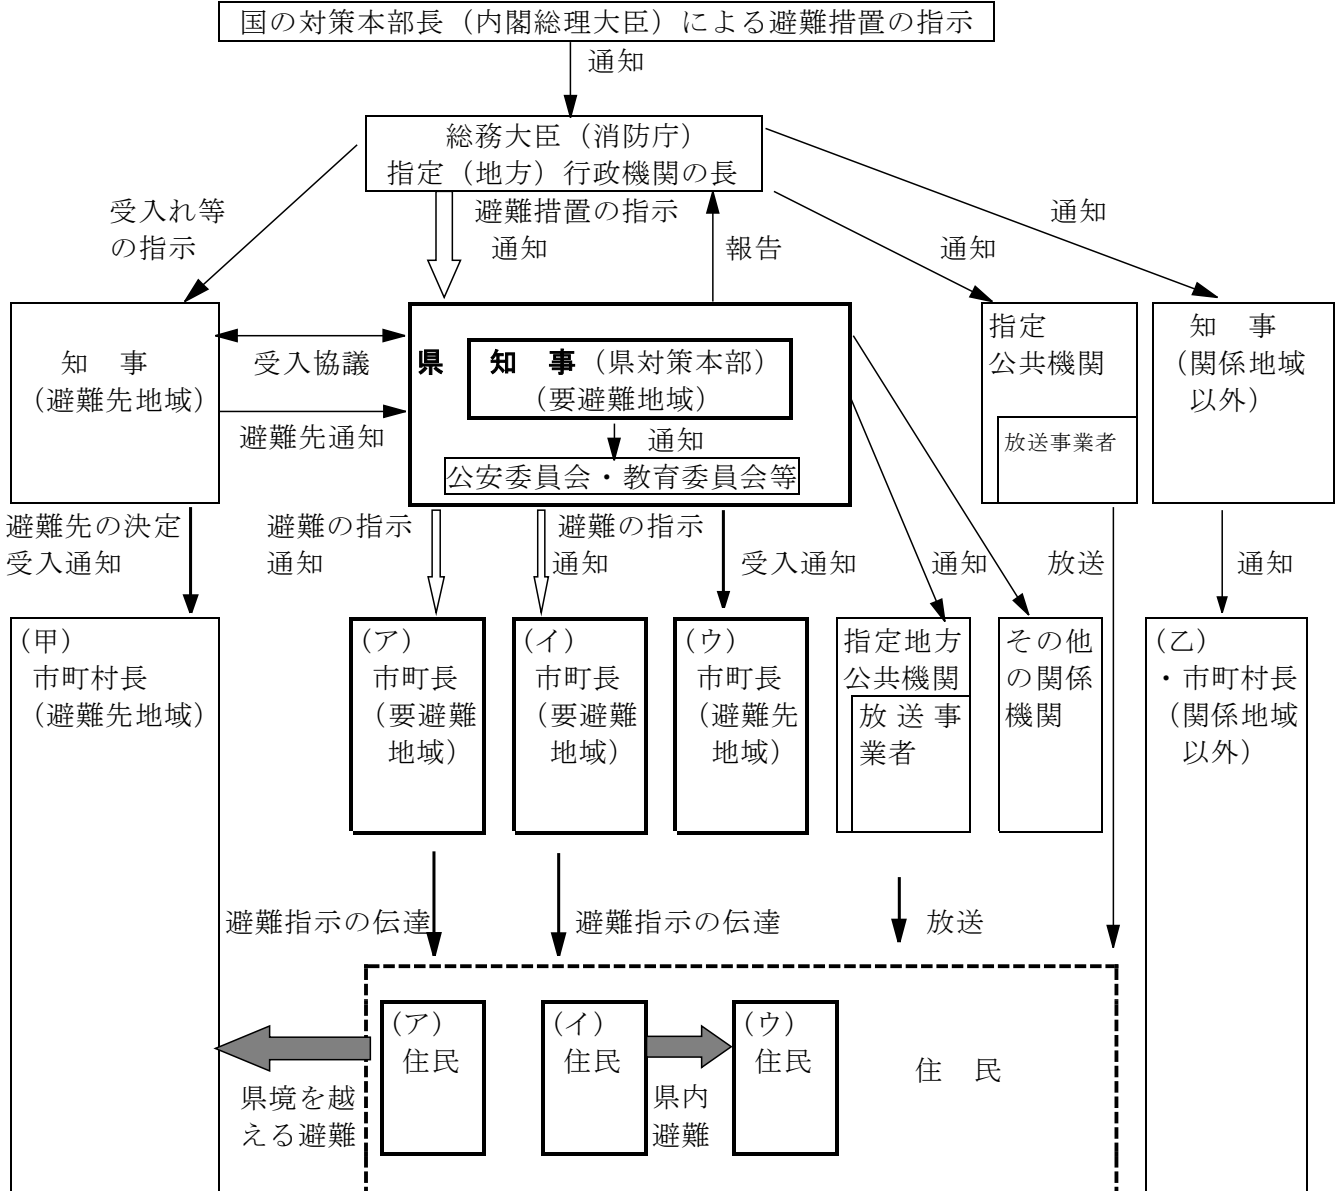 国の対策本部長（内閣総理大臣）による避難措置の指示
通知
総務大臣（消防庁）
指定（地方）行政機関の長
受入れ等
の指示
避難措置の指示
通知
報告
通知
通知
知　事
（避難先地域）
受入協議
避難先通知
県
知　事（県対策本部）
（要避難地域）
通知
公安委員会・教育委員会等
指定
公共機関
放送事業者
知　事
（関係地域
以外）
避難先の決定
受入通知
避難の指示
通知
避難の指示
通知
受入通知
通知
放送
通知
（甲）
市町村長
（避難先地域）
（ア）
市町長
（要避難
地域）
（イ）
市町長
（要避難
地域）
（ウ）
市町長
（避難先
地域）
指定地方
公共機関
放送事
業者
その他
の関係
機関
（乙）
・市町村長
（関係地域
以外）
避難指示の伝達
避難指示の伝達
放送
（ア）
住民
（イ）
住民
（ウ）
住民
住　民
県境を越
える避難
県内
避難